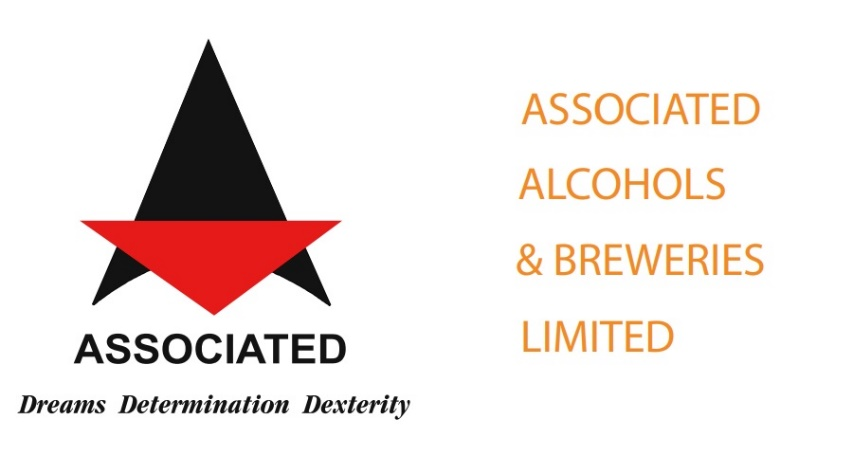 ASSOCIATED
Dreams Determination Dexterity
ASSOCIATED
ALCOHOLS
& BREWERIES
LIMITED